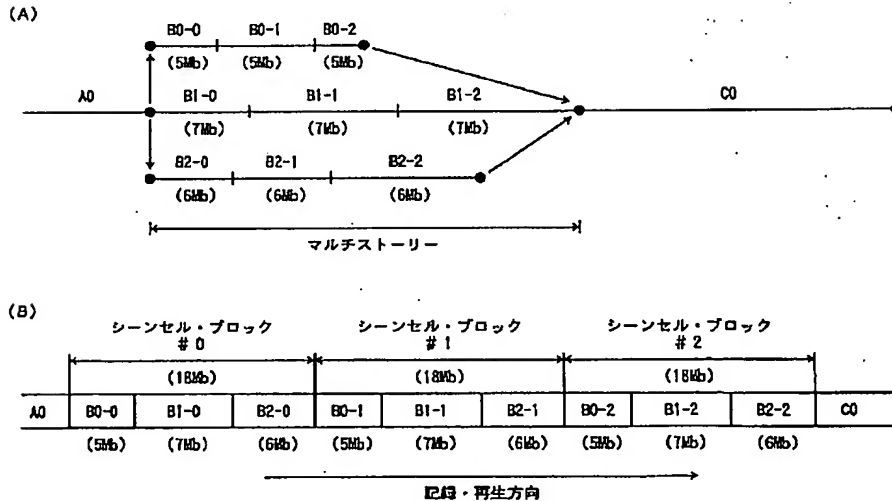 (A)
B0-0 B0-1 B0-2
(5Mb) (5Mb) (5Mb)
A0 B1-0 B1-1 B1-2 C0
(7Mb) (7Mb) (7Mb)
B2-0 B2-1 B2-2
(6Mb) (6Mb) (6Mb)
マルチストーリー
(B)
シーンセル・ブロック シーンセル・ブロック シーンセル・ブロック
#0 #1 #2
(18Mb) (18Mb) (18Mb)
A0 B0-0 B1-0 B2-0 B0-1 B1-1 B2-1 B0-2 B1-2 B2-2 C0
(5Mb) (7Mb) (6Mb) (5Mb) (7Mb) (6Mb) (5Mb) (7Mb) (6Mb)
記録・再生方向